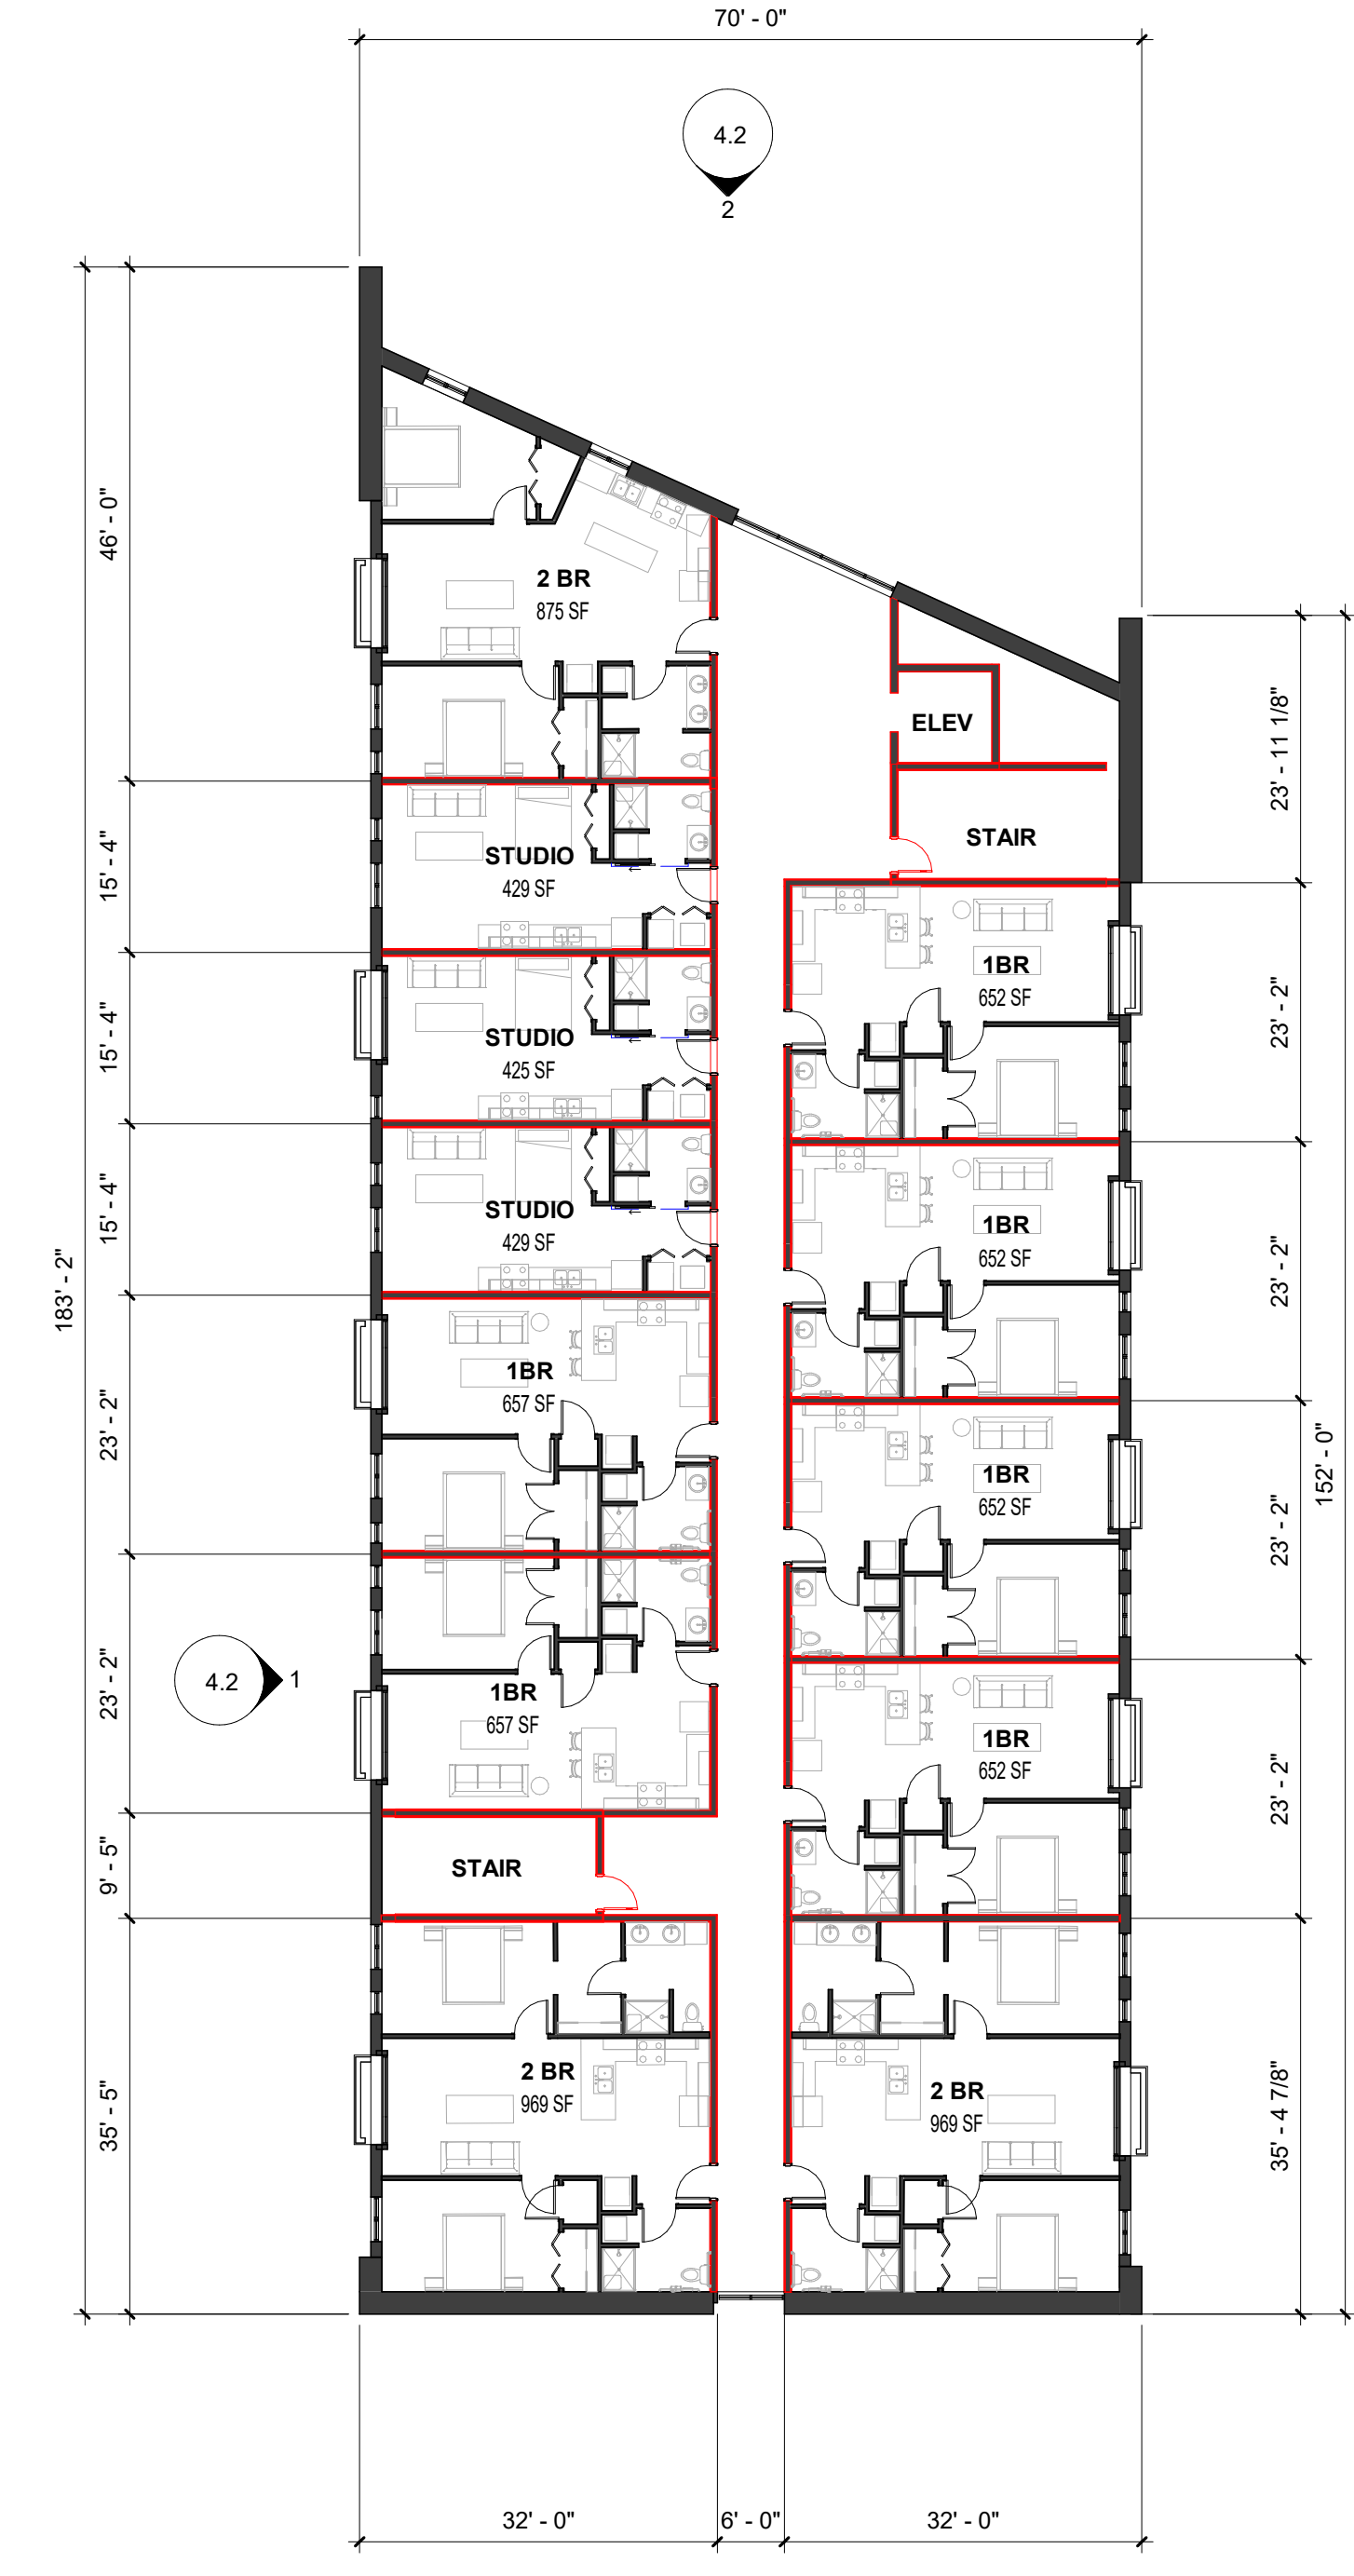 70' - 0"
4.2
2
46' - 0"
2 BR
875 SF
23' - 11 1/8"
ELEV
STAIR
15' - 4"
STUDIO
429 SF
1BR
652 SF
23' - 2"
15' - 4"
STUDIO
425 SF
15' - 4"
STUDIO
429 SF
1BR
652 SF
23' - 2"
183' - 2"
1BR
657 SF
23' - 2"
1BR
652 SF
23' - 2"
152' - 0"
4.2
1
23' - 2"
1BR
657 SF
1BR
652 SF
23' - 2"
9' - 5"
STAIR
35' - 5"
2 BR
969 SF
2 BR
969 SF
35' - 4 7/8"
32' - 0"
6' - 0"
32' - 0"